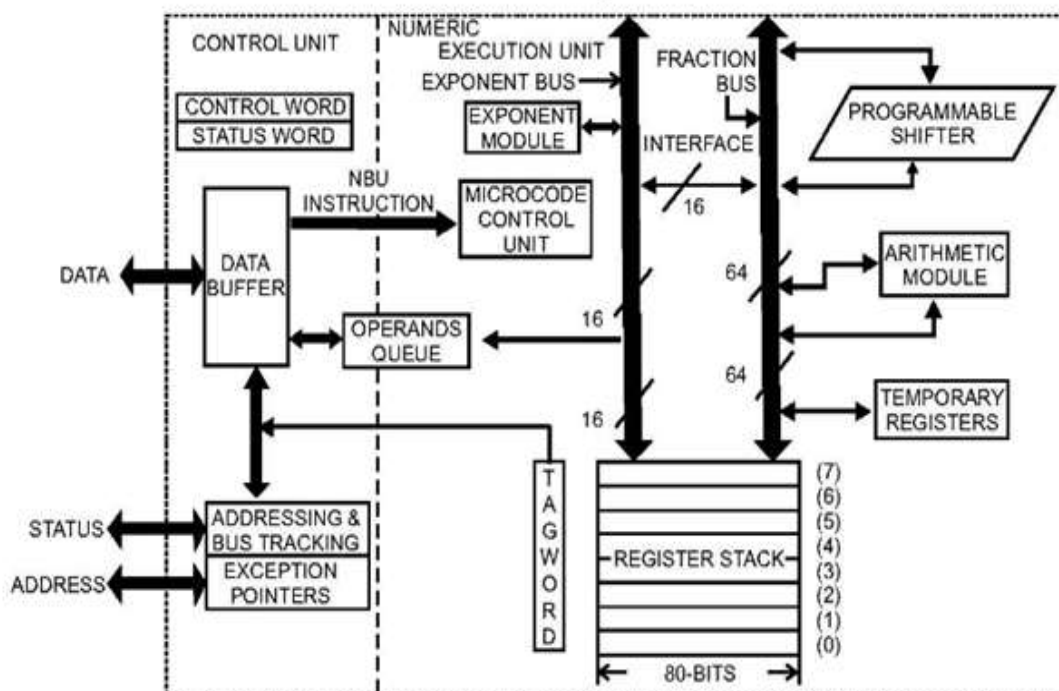 CONTROL UNIT
NUMERIC
EXECUTION UNIT
EXPONENT BUS
FRACTION
BUS
CONTROL WORD
STATUS WORD
EXPONENT
MODULE
INTERFACE
16
PROGRAMMABLE
SHIFTER
NBU
INSTRUCTION
MICROCODE
CONTROL
UNIT
DATA
DATA
BUFFER
64
ARITHMETIC
MODULE
16
OPERANDS
QUEUE
64
16
TEMPORARY
REGISTERS
TAGWORD
STATUS
ADDRESSING &
BUS TRACKING
ADDRESS
EXCEPTION
POINTERS
(7)
(6)
(5)
(4)
REGISTER STACK
(3)
(2)
(1)
(0)
80-BITS